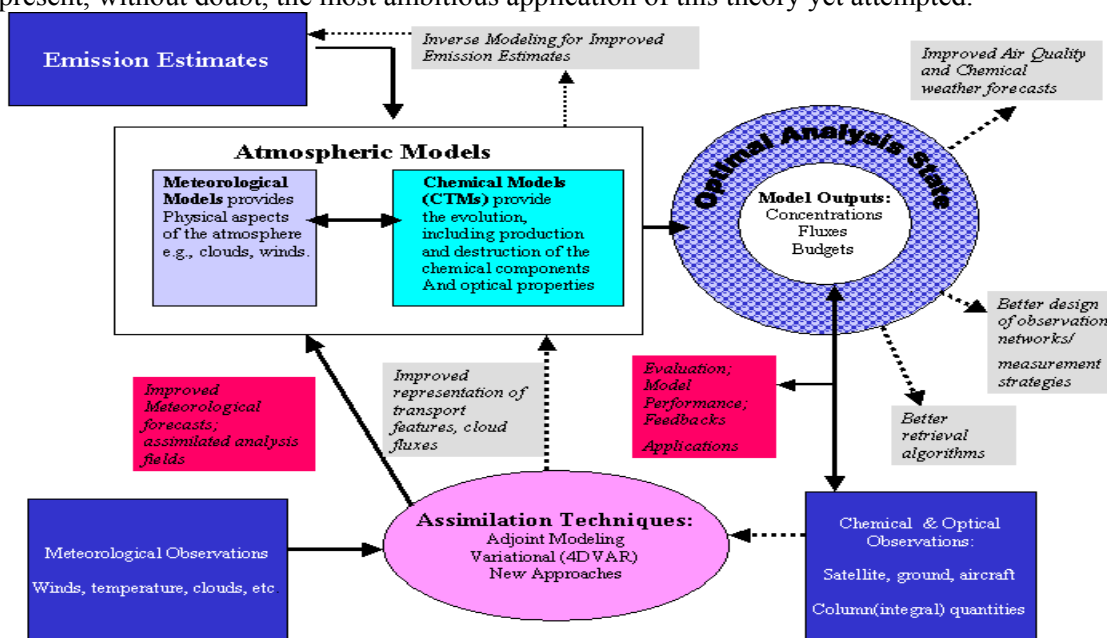 present, without doubt, the most ambitious application of this theory yet attempted.
Emission Estimates
Inverse Modeling for Improved
Emission Estimates
Improved Air Quality
and Chemical
weather forecasts
Atmospheric Models
Meteorological
Models provides
Physical aspects
of the atmosphere
e.g., clouds, winds.
Chemical Models
(CTMs) provide
the evolution,
including production
and destruction of the
chemical components
And optical properties
Optimal Analysis State
Model Outputs:
Concentrations
Fluxes
Budgets
Better design
of observation
networks/
measurement
strategies
Improved
Meteorological
forecasts;
assimilated analysis
fields
Improved
representation of
transport
features, cloud
fluxes
Evaluation;
Model
Performance;
Feedbacks
Applications
Better
retrieval
algorithms
Meteorological Observations
Winds, temperature, clouds, etc
Assimilation Techniques:
Adjoint Modeling
Variational (4DVAR)
New Approaches
Chemical & Optical
Observations:
Satellite, ground, aircraft
Column(integral) quantities